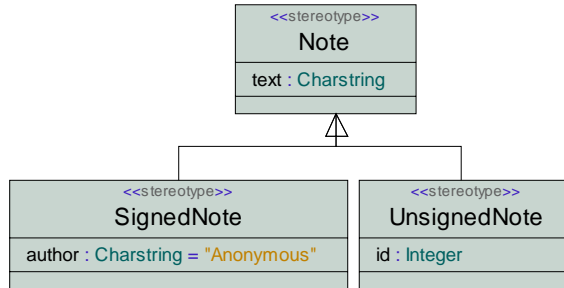 <<stereotype>>
Note
text : Charstring
<<stereotype>>
SignedNote
author : Charstring = "Anonymous"
<<stereotype>>
UnsignedNote
id : Integer